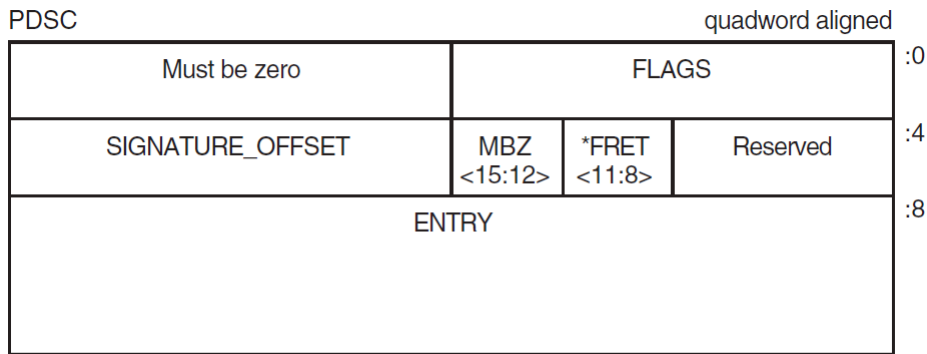 PDSC quadword aligned
Must be zero FLAGS :0
SIGNATURE_OFFSET MBZ *FRET Reserved :4
<15:12> <11:8>
ENTRY :8